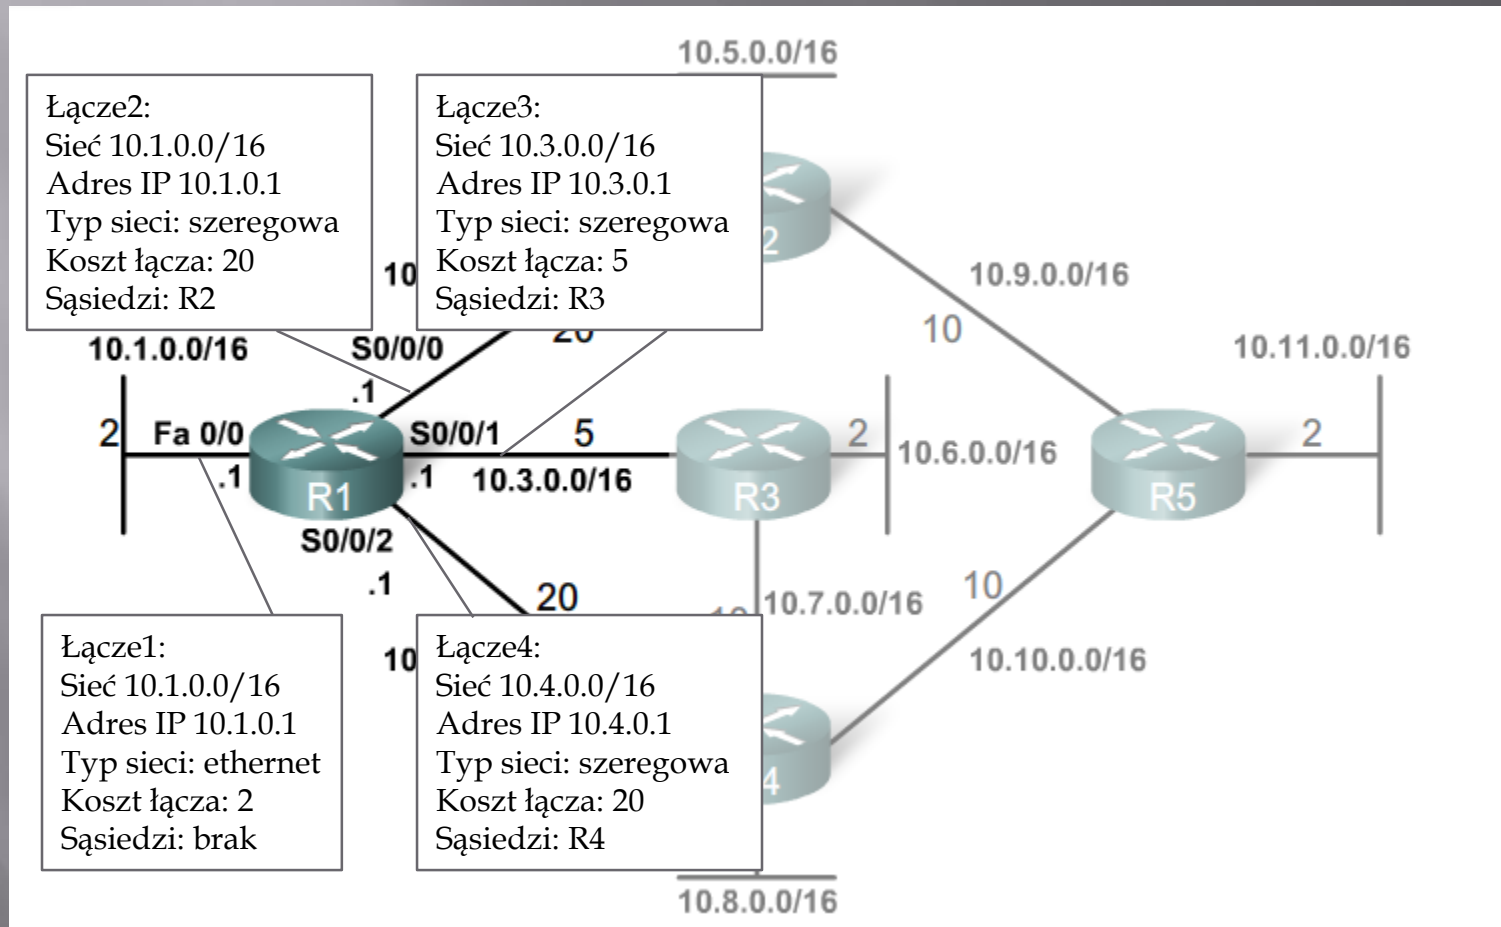 10.5.0.0/16
Łącze2:
Sieć 10.1.0.0/16
Adres IP 10.1.0.1
Typ sieci: szeregowa
Koszt łącza: 20
Sąsiedzi: R2
Łącze3:
Sieć 10.3.0.0/16
Adres IP 10.3.0.1
Typ sieci: szeregowa
Koszt łącza: 5
Sąsiedzi: R3
2
10
10.9.0.0/16
20
10
10.1.0.0/16
S0/0/0
10.11.0.0/16
.1
2
Fa 0/0
S0/0/1
5
2
10.6.0.0/16
2
.1
R1
.1
10.3.0.0/16
R3
R5
S0/0/2
.1
20
10.7.0.0/16
10
Łącze1:
Sieć 10.1.0.0/16
Adres IP 10.1.0.1
Typ sieci: ethernet
Koszt łącza: 2
Sąsiedzi: brak
10
Łącze4:
Sieć 10.4.0.0/16
Adres IP 10.4.0.1
Typ sieci: szeregowa
Koszt łącza: 20
Sąsiedzi: R4
10.10.0.0/16
4
10.8.0.0/16